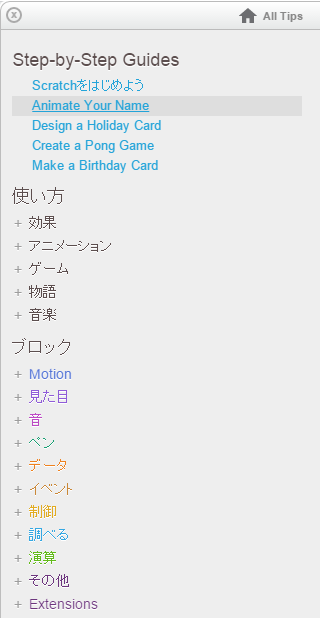 All Tips
Step-by-Step Guides
Scratchをはじめよう
Animate Your Name
Design a Holiday Card
Create a Pong Game
Make a Birthday Card
使い方
+ 効果
+ アニメーション
+ ゲーム
+ 物語
+ 音楽
ブロック
+ Motion
+ 見た目
+ 音
+ ペン
+ データ
+ イベント
+ 制御
+ 調べる
+ 演算
+ その他
+ Extensions